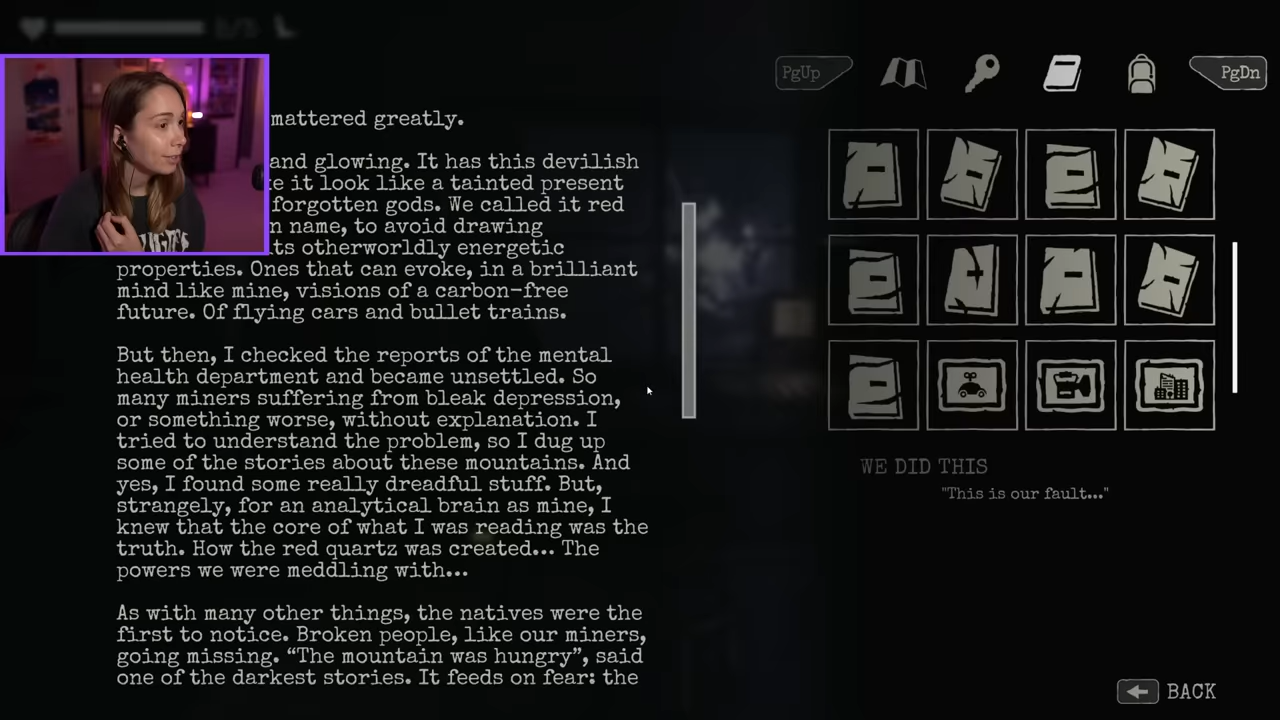 PgUp
PgDn
mattered greatly.
and glowing. It has this devilish
it look like a tainted present
forgotten gods. We called it red
name, to avoid drawing
otherworldly energetic
properties. Ones that can evoke, in a brilliant
mind like mine, visions of a carbon-free
future. Of flying cars and bullet trains.
But then, I checked the reports of the mental
health department and became unsettled. So
many miners suffering from bleak depression,
or something worse, without explanation. I
tried to understand the problem, so I dug up
some of the stories about these mountains. And
yes, I found some really dreadful stuff. But,
strangely, for an analytical brain as mine, I
knew that the core of what I was reading was the
truth. How the red quartz was created... The
powers we were meddling with...
As with many other things, the natives were the
first to notice. Broken people, like our miners,
going missing. “The mountain was hungry”, said
one of the darkest stories. It feeds on fear: the
WE DID THIS
"This is our fault..."
BACK